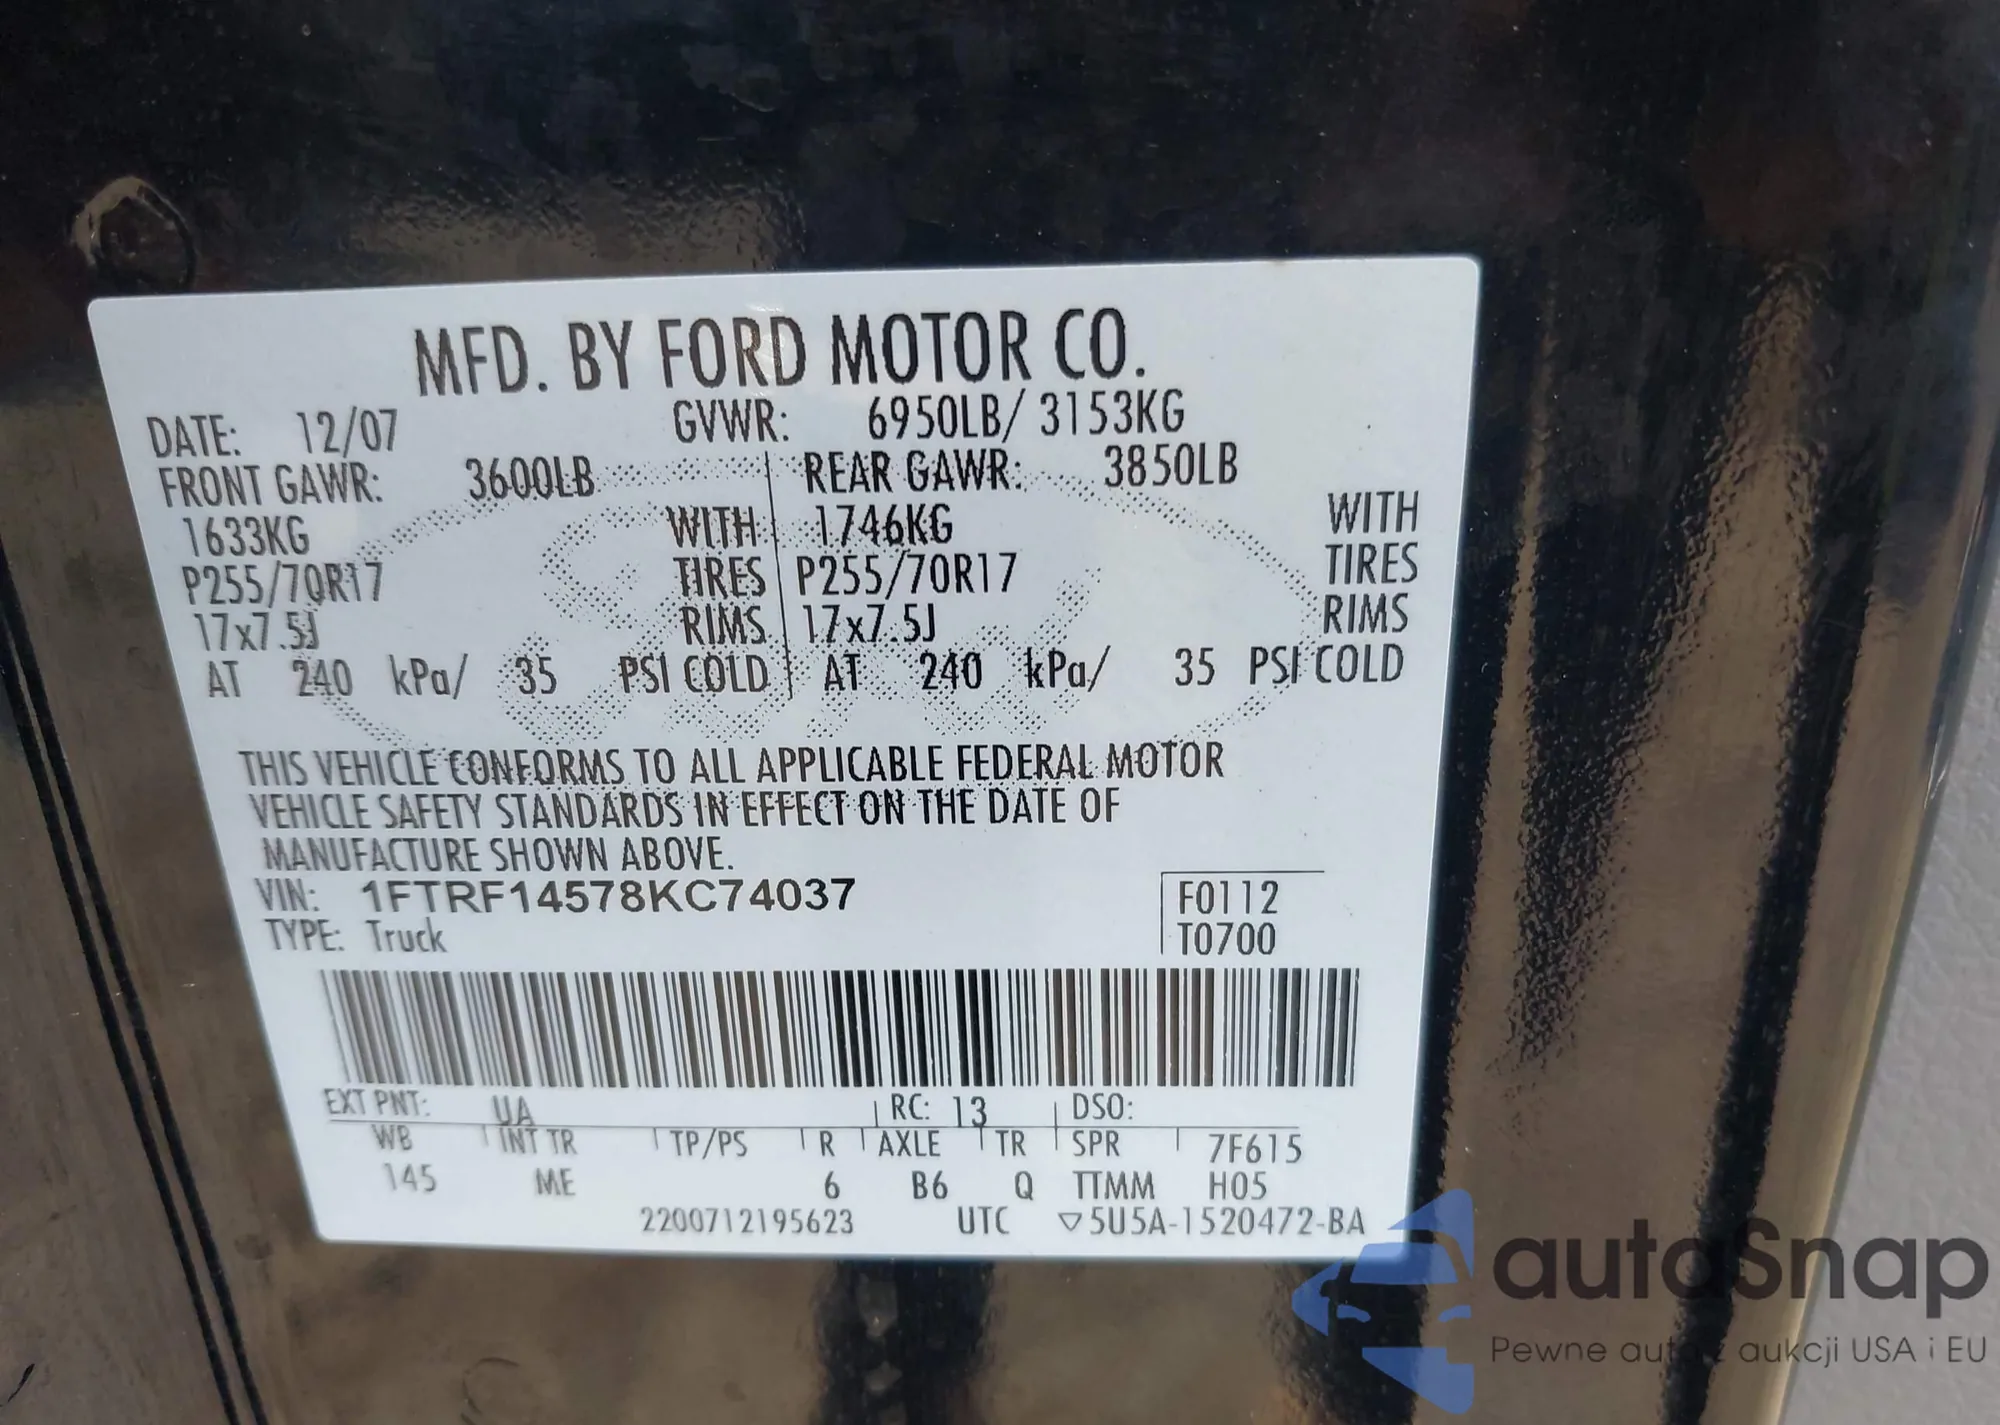 MFD. BY FORD MOTOR CO.
DATE: 12/07 GVWR: 6950LB/ 3153KG
FRONT GAWR: 3600LB REAR GAWR: 3850LB
1633KG WITH 1746KG WITH
P255/70R17 TIRES P255/70R17 TIRES
17x7.5J RIMS 17x7.5J RIMS
AT 240 kPa/ 35 PSI COLD AT 240 kPa/ 35 PSI COLD
THIS VEHICLE CONFORMS TO ALL APPLICABLE FEDERAL MOTOR
VEHICLE SAFETY STANDARDS IN EFFECT ON THE DATE OF
MANUFACTURE SHOWN ABOVE.
VIN: 1FTRF14578KC74037 F0112
TYPE: Truck T0700
EXT PNT: UA RC: 13 DSO:
WB INT TR TP/PS R AXLE TR SPR 7F615
145 ME 6 B6 Q TTMM H05
2200712195623 UTC ▽5U5A-1520472-BA
autoSnap
Pewne auta z aukcji USA i EU